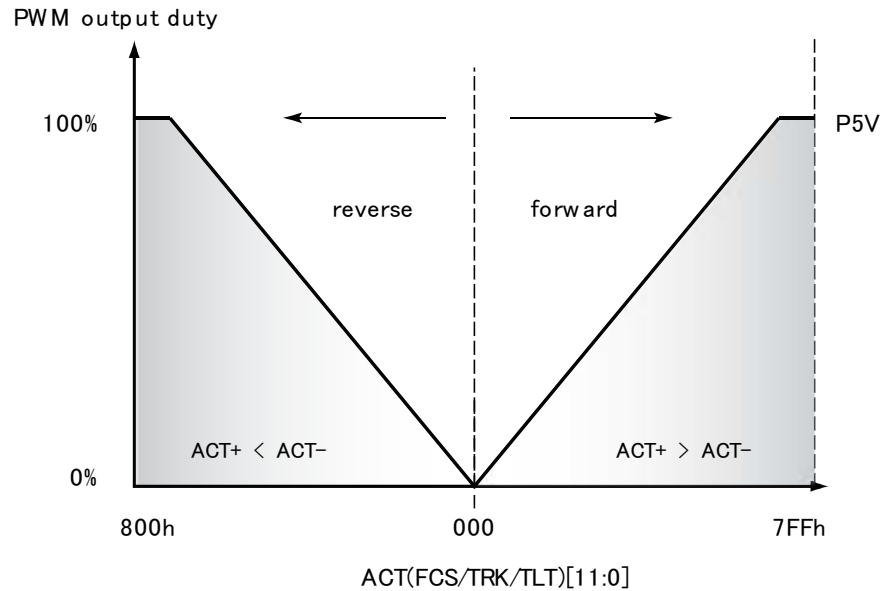 PWM output duty
100%
P5V
reverse
forward
ACT+ < ACT-
ACT+ > ACT-
0%
800h
000
7FFh
ACT(FCS/TRK/TLT)[11:0]